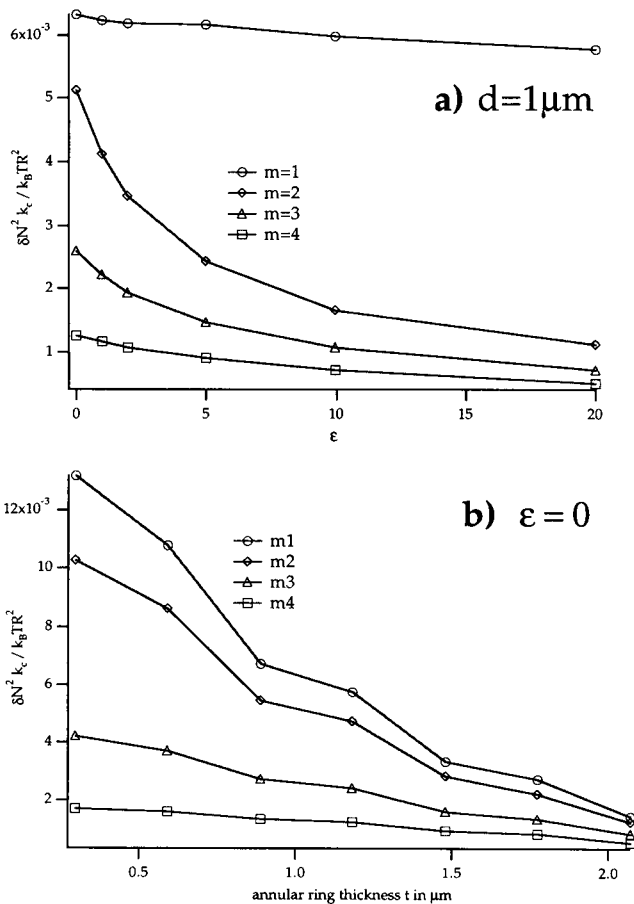 6x10⁻³
5
4
3
2
1
δN² k_c / k_BTR²
a) d=1μm
m=1
m=2
m=3
m=4
0
5
10
15
20
ε
12x10⁻³
10
8
6
4
2
δN² k_c / k_BTR²
b) ε = 0
m1
m2
m3
m4
0.5
1.0
1.5
2.0
annular ring thickness t in μm